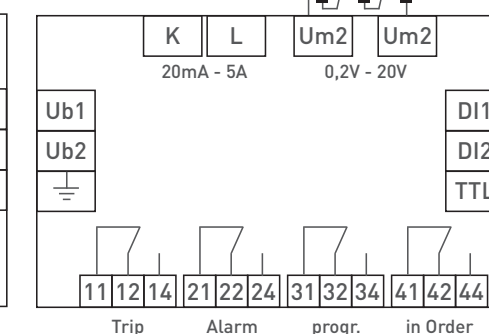 K L Um2 Um2
20mA - 5A 0,2V - 20V
Ub1 DI1
Ub2 DI2
TTL
11 12 14 21 22 24 31 32 34 41 42 44
Trip Alarm progr. in Order